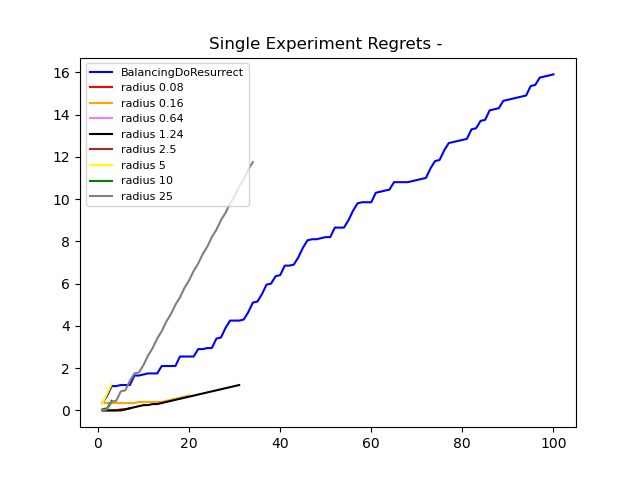 Single Experiment Regrets -
BalancingDoResurrect
radius 0.08
radius 0.16
radius 0.64
radius 1.24
radius 2.5
radius 5
radius 10
radius 25
16
14
12
10
8
6
4
2
0
0 20 40 60 80 100